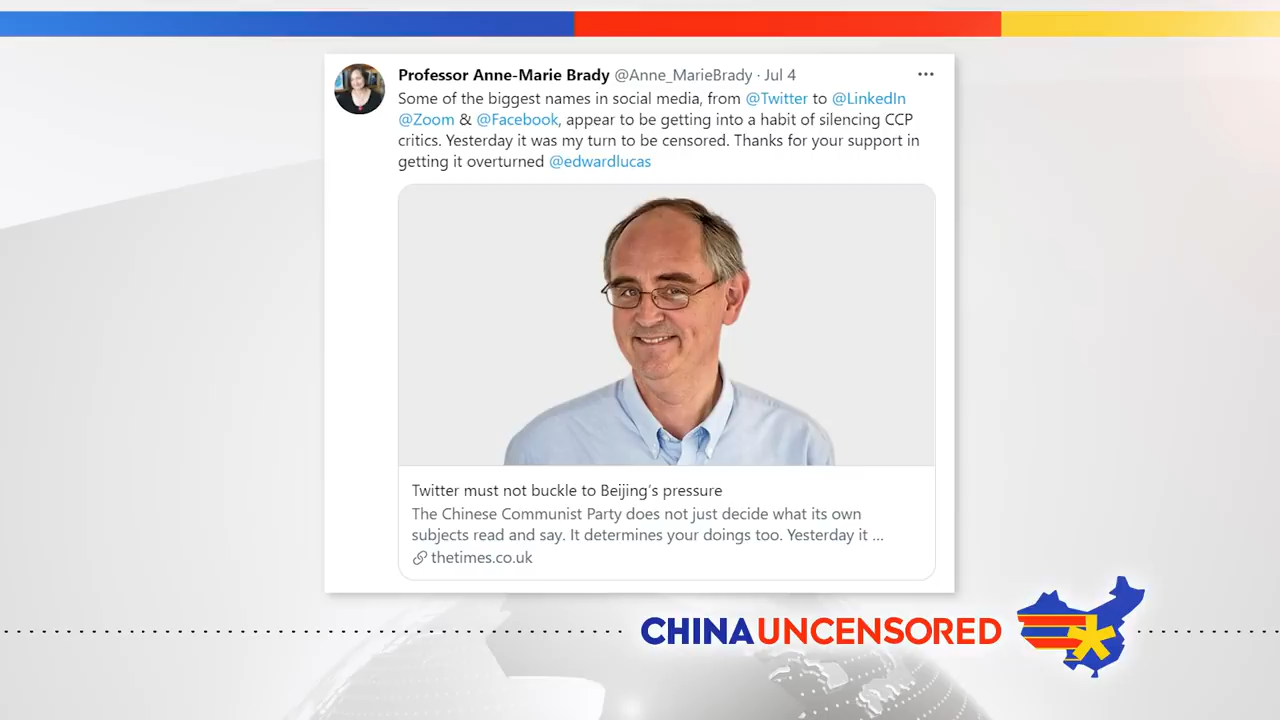 Professor Anne-Marie Brady @Anne_MarieBrady · Jul 4
Some of the biggest names in social media, from @Twitter to @LinkedIn
@Zoom & @Facebook, appear to be getting into a habit of silencing CCP
critics. Yesterday it was my turn to be censored. Thanks for your support in
getting it overturned @edwardlucas
Twitter must not buckle to Beijing's pressure
The Chinese Communist Party does not just decide what its own
subjects read and say. It determines your doings too. Yesterday it ...
thetimes.co.uk
CHINA UNCENSORED